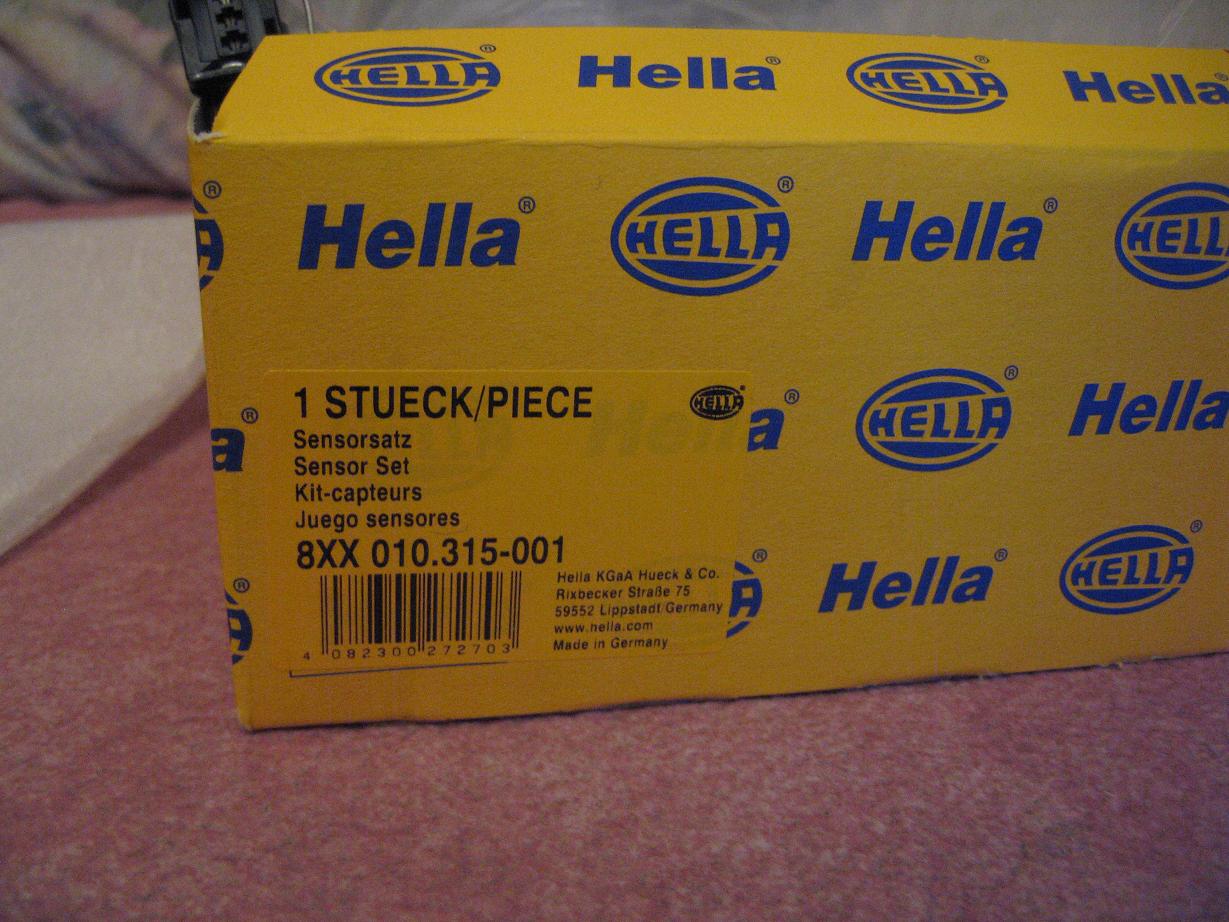 HELLA® Hella® HELLA® Hella®
® Hella® HELLA® Hella® HELL
1 STUECK/PIECE HELLA®
Sensorsatz
Sensor Set
Kit-capteurs
Juego sensores
8XX 010.315-001
4 082300 272703
Hella KGaA Hueck & Co.
Rixbecker Straße 75
59552 Lippstadt/Germany
www.hella.com
Made in Germany
a® a® HELLA® Hella
® A® Hella® HELLA®